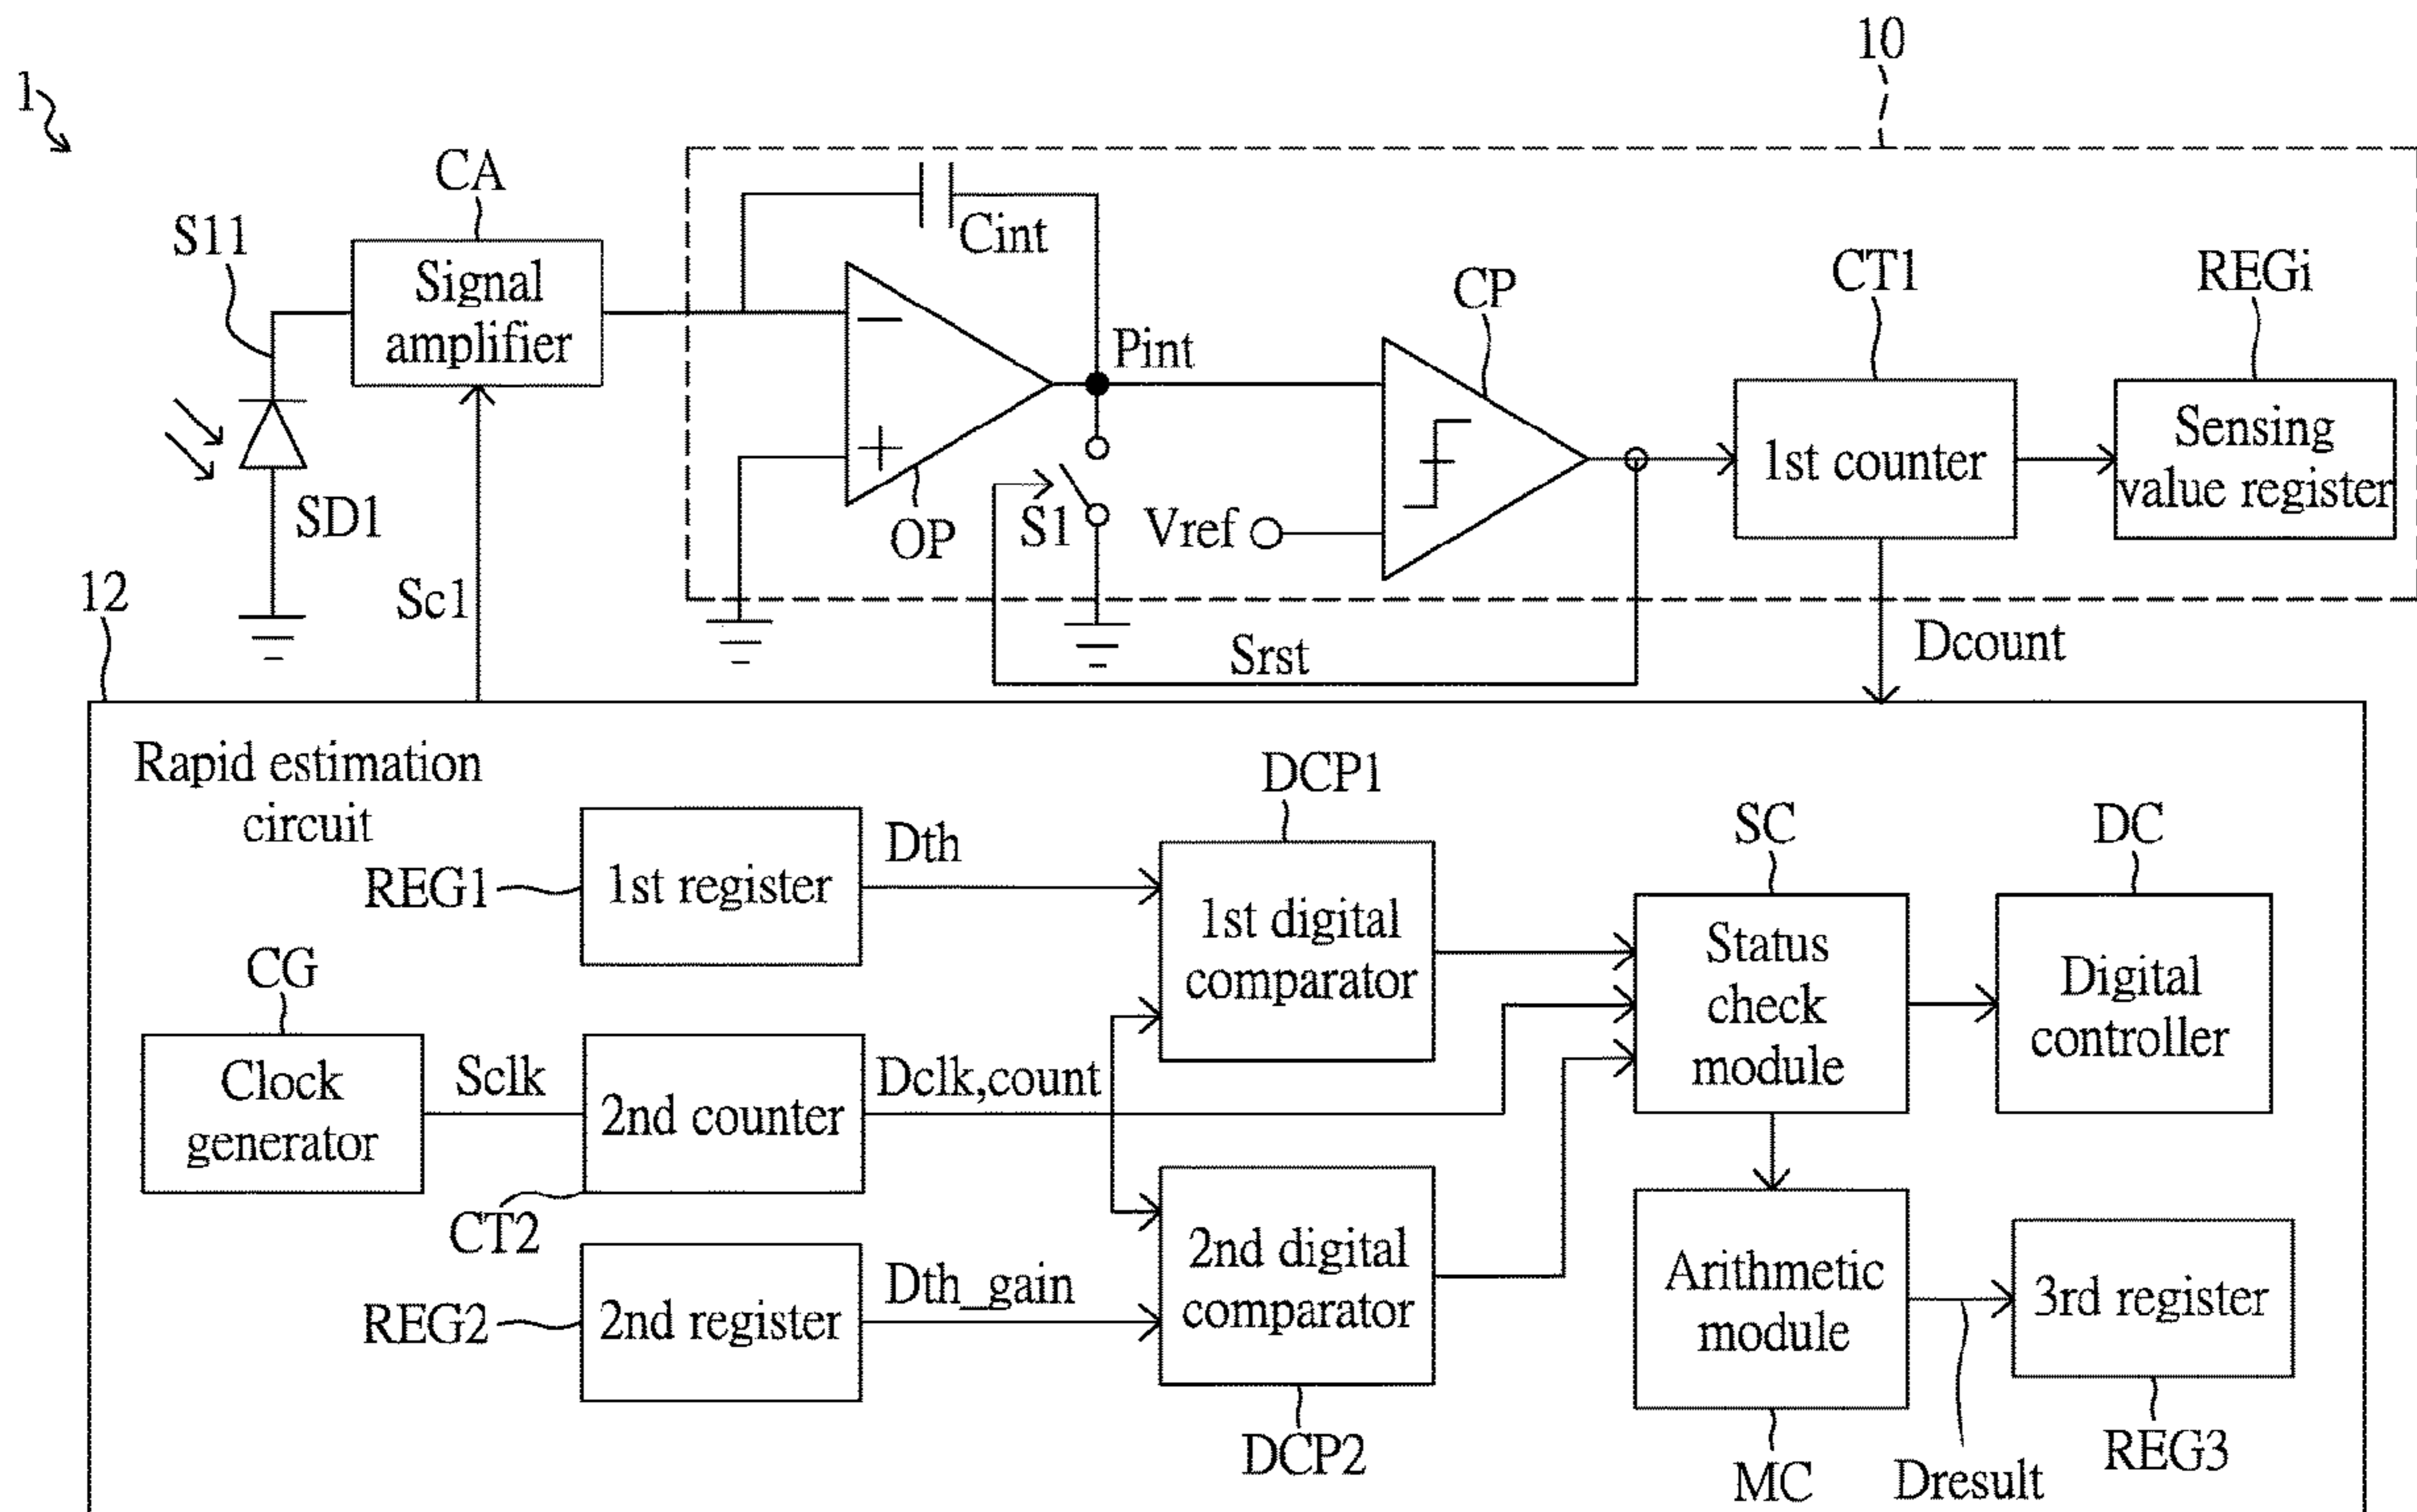 1
10
CA
S11
Signal
amplifier
Cint
Pint
CP
CT1
REGi
1st counter
Sensing
value register
−
+
OP
S1
Vref
SD1
12
Sc1
Srst
Dcount
Rapid estimation
circuit
REG1
1st register
Dth
DCP1
1st digital
comparator
SC
Status
check
module
DC
Digital
controller
CG
Clock
generator
Sclk
2nd counter
Dclk,count
CT2
REG2
2nd register
Dth_gain
2nd digital
comparator
DCP2
Arithmetic
module
MC
Dresult
3rd register
REG3